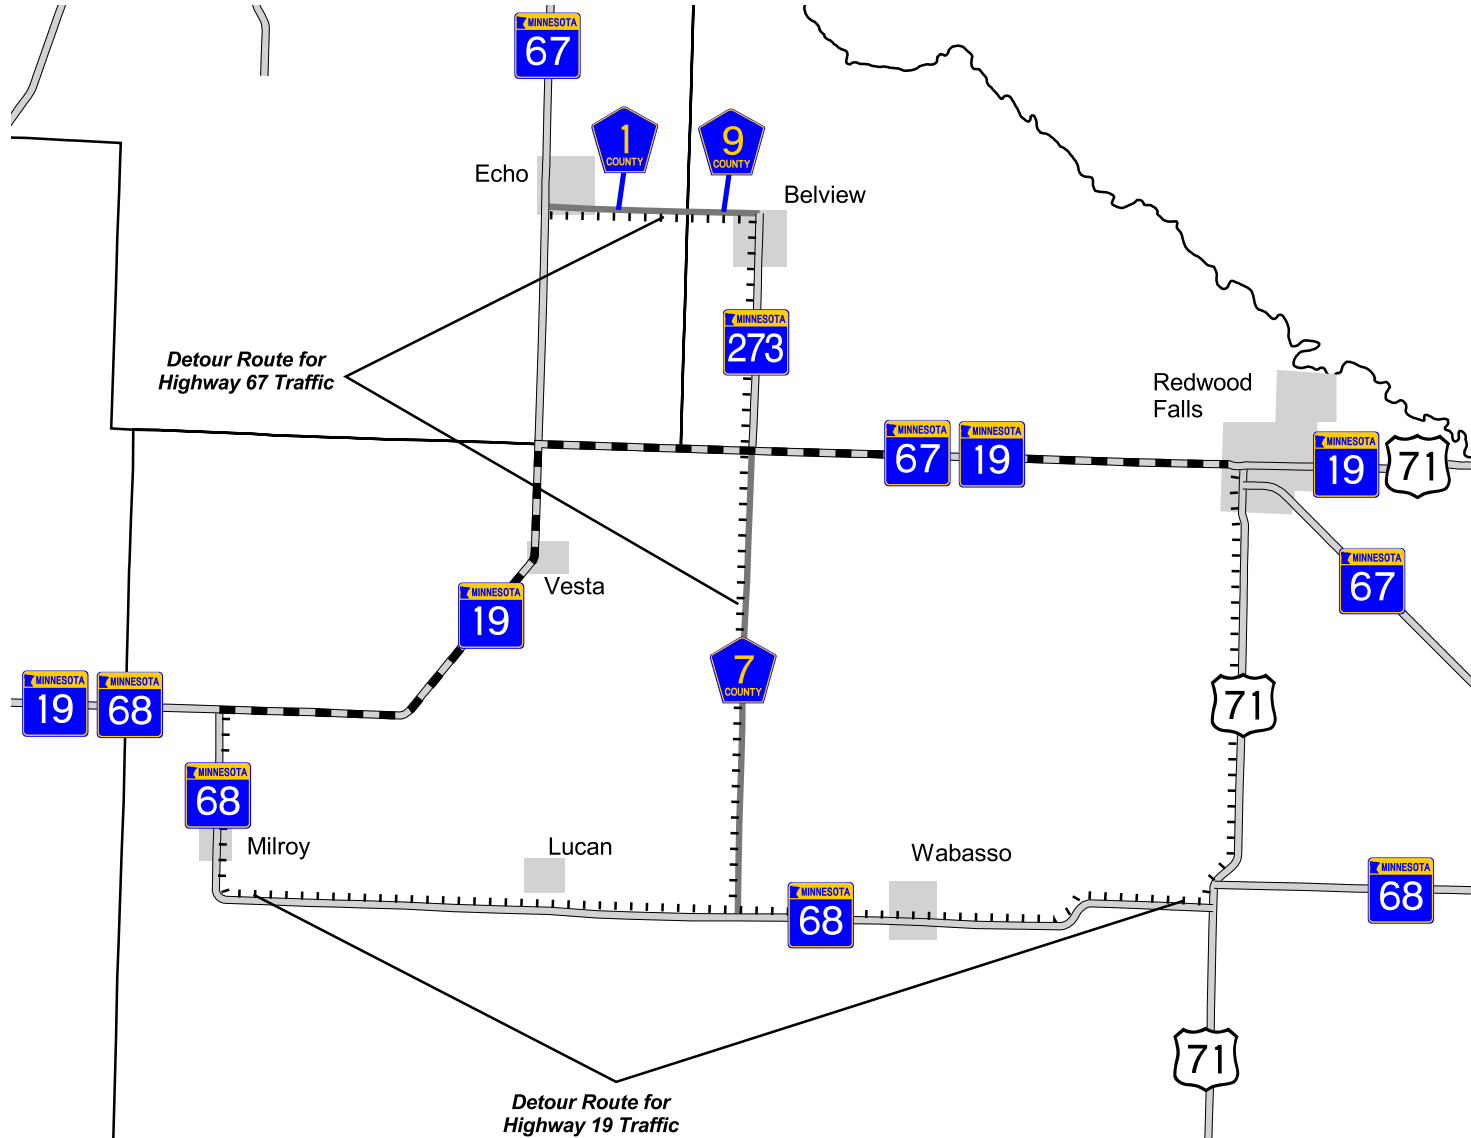 MINNESOTA
67
1
COUNTY
9
COUNTY
Echo
Belview
MINNESOTA
273
Detour Route for
Highway 67 Traffic
Redwood
Falls
MINNESOTA
67
MINNESOTA
19
MINNESOTA
19
71
MINNESOTA
67
Vesta
MINNESOTA
19
7
COUNTY
MINNESOTA
19
MINNESOTA
68
71
MINNESOTA
68
Milroy
Lucan
Wabasso
MINNESOTA
68
MINNESOTA
68
71
Detour Route for
Highway 19 Traffic